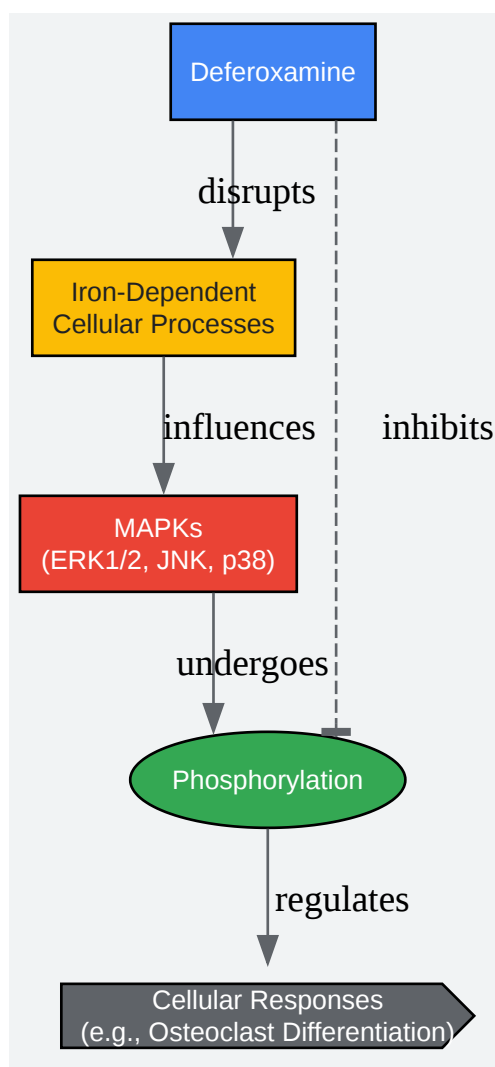 Deferoxamine
disrupts
Iron-Dependent
Cellular Processes
influences
inhibits
MAPKs
(ERK1/2, JNK, p38)
undergoes
Phosphorylation
regulates
Cellular Responses
(e.g., Osteoclast Differentiation)